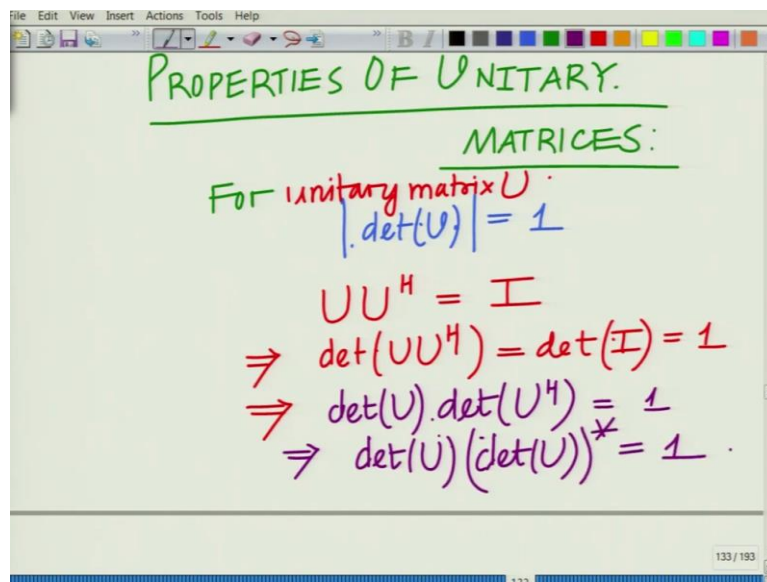 File Edit View Insert Actions Tools Help
B I
PROPERTIES OF UNITARY.
MATRICES:
For unitary matrix U.
|det(U)| = 1
UU^H = I
⇒ det(UU^H) = det(I) = 1
⇒ det(U).det(U^H) = 1
⇒ det(U)(det(U))^* = 1.
133 / 193